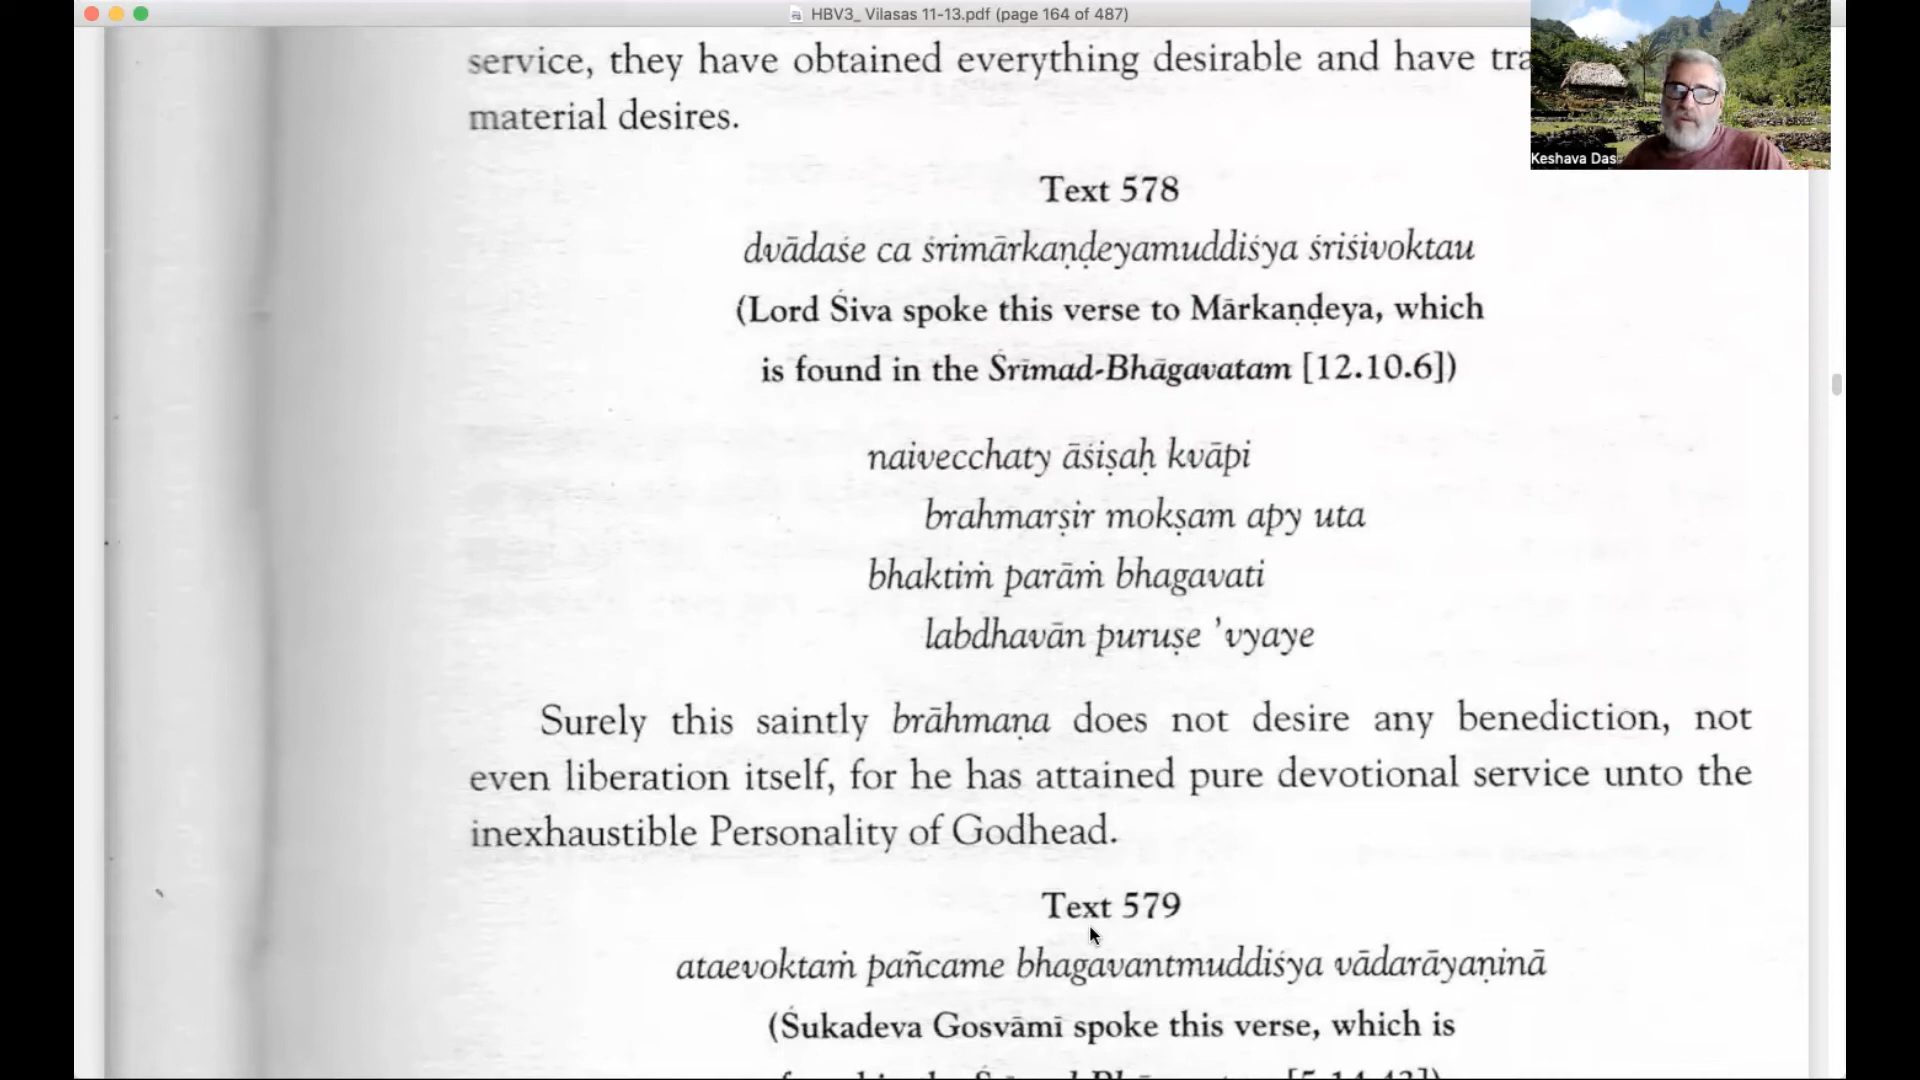 HBV3_ Vilasas 11-13.pdf (page 164 of 487)
service, they have obtained everything desirable and have
material desires.
Keshava Das
Text 578
dvādaśe ca śrimārkaṇḍeyamuddiśya śriśivoktau
(Lord Śiva spoke this verse to Mārkaṇḍeya, which
is found in the Śrīmad-Bhāgavatam [12.10.6])
naivecchaty āśiṣaḥ kvāpi
brahmarṣir mokṣam apy uta
bhaktiṁ parāṁ bhagavati
labdhavān puruṣe 'vyaye
Surely this saintly brāhmaṇa does not desire any benediction, not
even liberation itself, for he has attained pure devotional service unto the
inexhaustible Personality of Godhead.
Text 579
ataevoktaṁ pañcame bhagavantmuddiśya vādarāyaṇinā
(Śukadeva Gosvāmī spoke this verse, which is